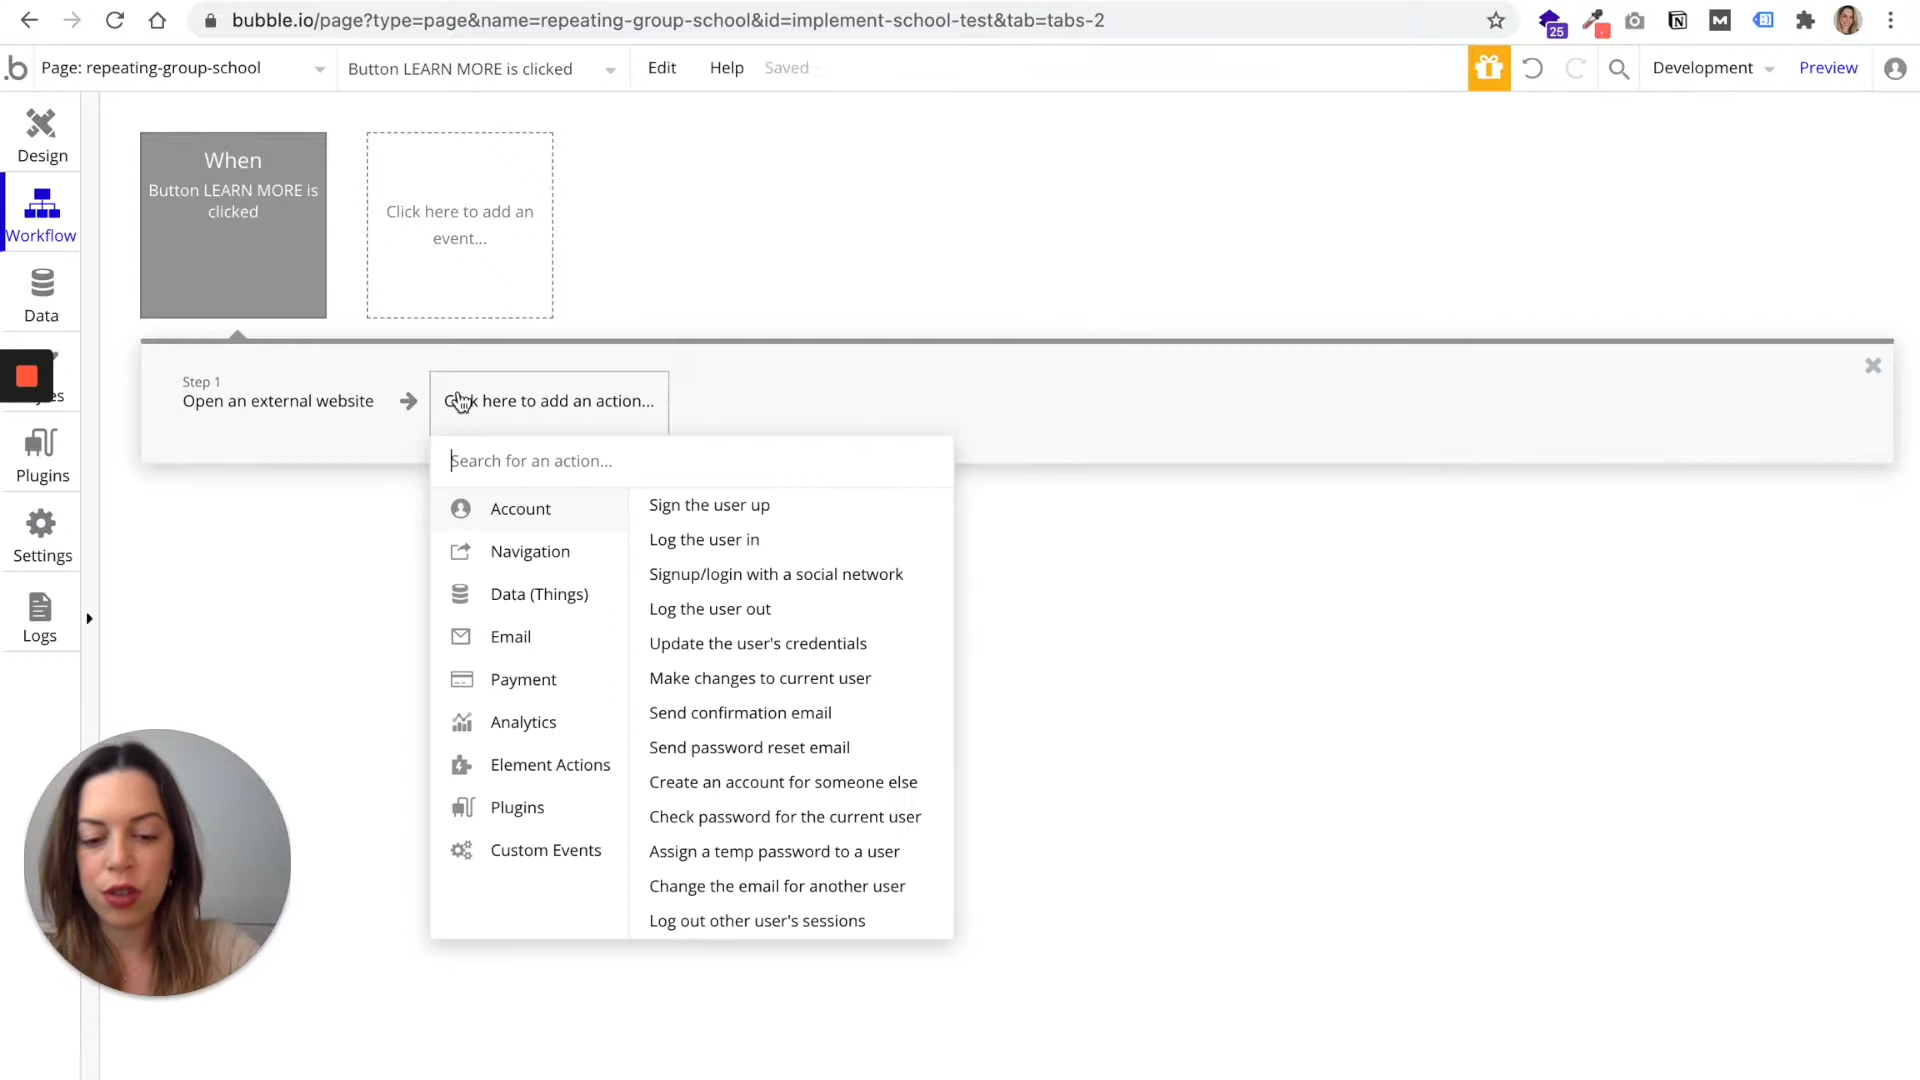 bubble.io/page?type=page&name=repeating-group-school&id=implement-school-test&tab=tabs-2
25
Page: repeating-group-school
Button LEARN MORE is clicked
Edit
Help
Saved
Development
Preview
Design
Workflow
Data
Plugins
Settings
Logs
When
Button LEARN MORE is
clicked
Click here to add an
event...
Step 1
Open an external website
Click here to add an action...
Search for an action...
Account
Navigation
Data (Things)
Email
Payment
Analytics
Element Actions
Plugins
Custom Events
Sign the user up
Log the user in
Signup/login with a social network
Log the user out
Update the user's credentials
Make changes to current user
Send confirmation email
Send password reset email
Create an account for someone else
Check password for the current user
Assign a temp password to a user
Change the email for another user
Log out other user's sessions